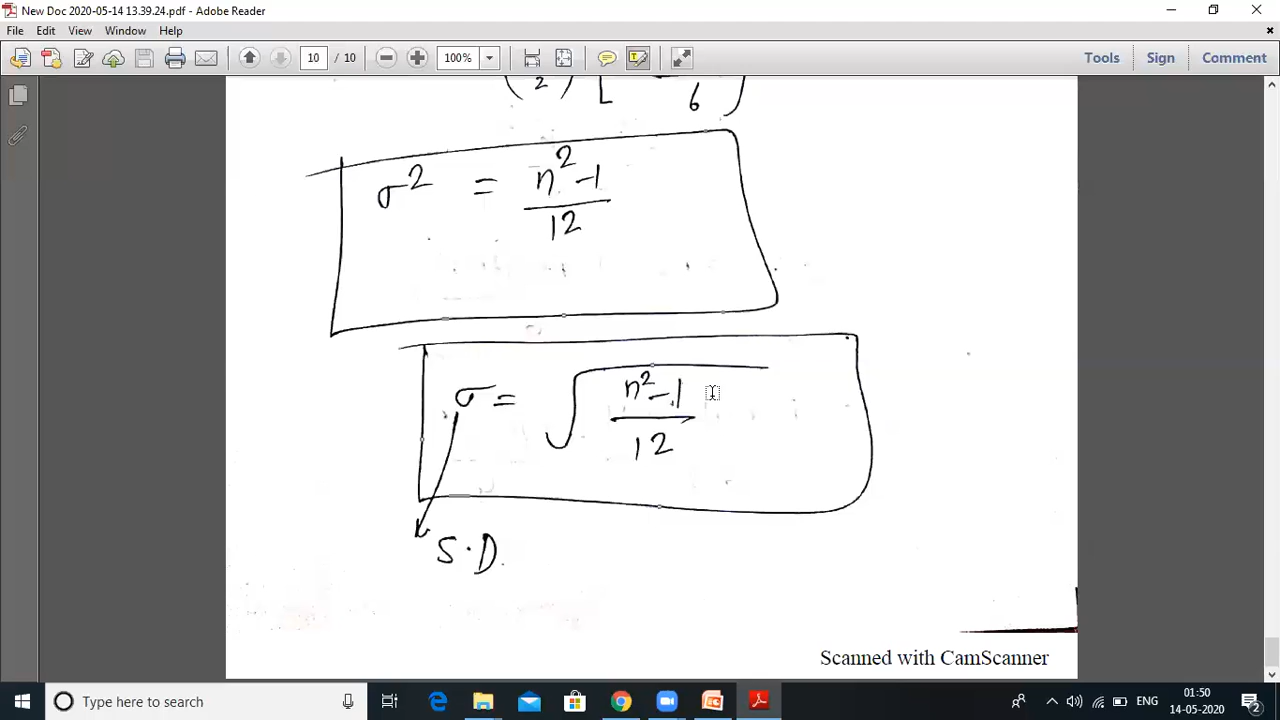 New Doc 2020-05-14 13.39.24.pdf - Adobe Reader
File Edit View Window Help
10 / 10 100% Tools Sign Comment
( 2 ) [ 6 )
σ² = n²-1
12
σ = √ n²-1
12
S.D
Scanned with CamScanner
Type here to search
ENG 01:50
14-05-2020
2